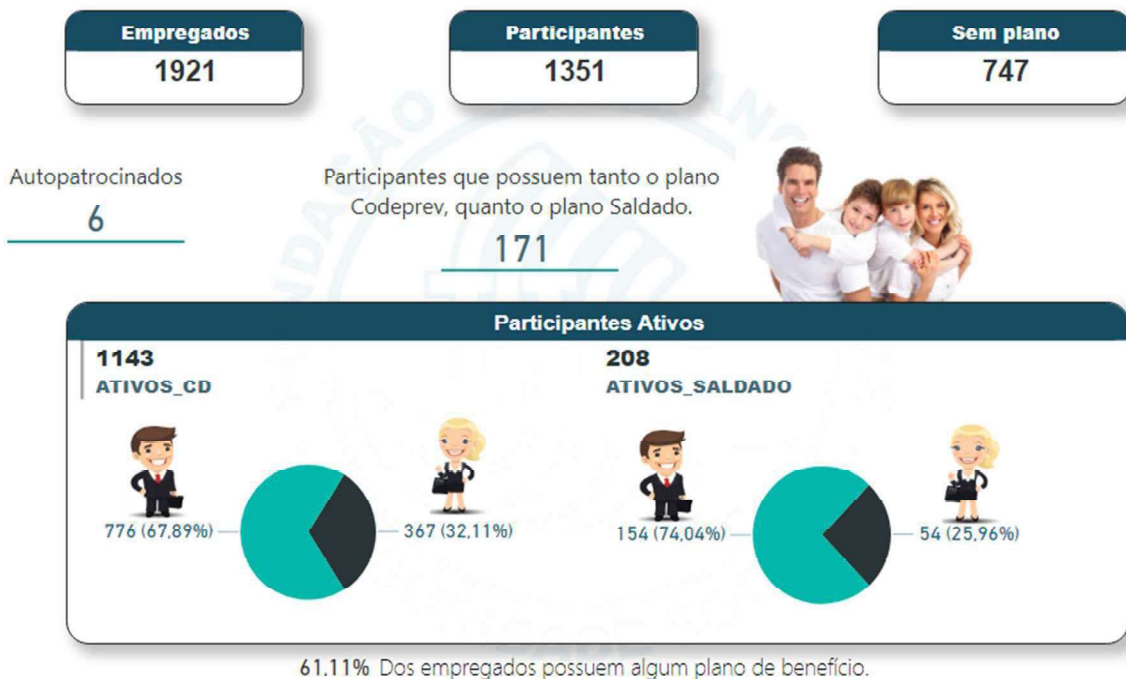 Empregados
1921
Participantes
1351
Sem plano
747
Autopatrocinados
6
Participantes que possuem tanto o plano
Codeprev, quanto o plano Saldado.
171
Participantes Ativos
1143
ATIVOS_CD
776 (67,89%)
367 (32,11%)
208
ATIVOS_SALDADO
154 (74,04%)
54 (25,96%)
61,11% Dos empregados possuem algum plano de benefício.